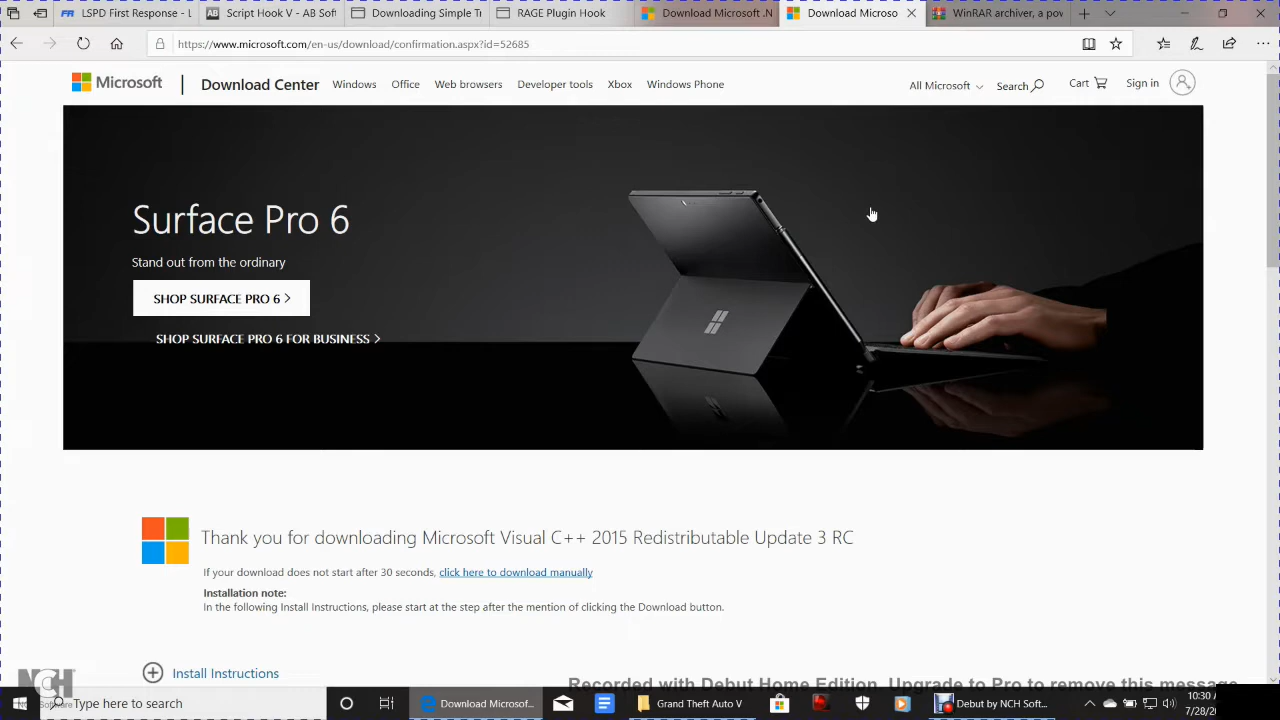 LSPD First Response - L
Script Hook V - AB Soft
Downloading Simple Tr
RAGE Plugin Hook
Download Microsoft .N
Download Microso
WinRAR archiver, a pov
https://www.microsoft.com/en-us/download/confirmation.aspx?id=52685
Microsoft
Download Center
Windows
Office
Web browsers
Developer tools
Xbox
Windows Phone
All Microsoft
Search
Cart
Sign in
Surface Pro 6
Stand out from the ordinary
SHOP SURFACE PRO 6
SHOP SURFACE PRO 6 FOR BUSINESS
Thank you for downloading Microsoft Visual C++ 2015 Redistributable Update 3 RC
If your download does not start after 30 seconds, click here to download manually
Installation note:
In the following Install Instructions, please start at the step after the mention of clicking the Download button.
Install Instructions
NCH
Software
Recorded with Debut Home Edition. Upgrade to Pro to remove this message
Type here to search
Download Microsof...
Grand Theft Auto V
Debut by NCH Soft...
10:30 A
7/28/20